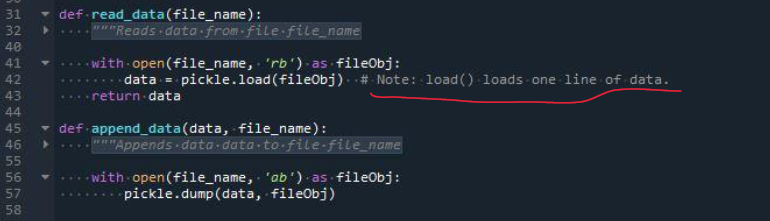 31 def read_data(file_name):
32 """Reads data from file file_name
40
41 with open(file_name, 'rb') as fileObj:
42 data = pickle.load(fileObj) # Note: load() loads one line of data.
43 return data
44
45 def append_data(data, file_name):
46 """Appends data data to file file_name
55
56 with open(file_name, 'ab') as fileObj:
57 pickle.dump(data, fileObj)
58